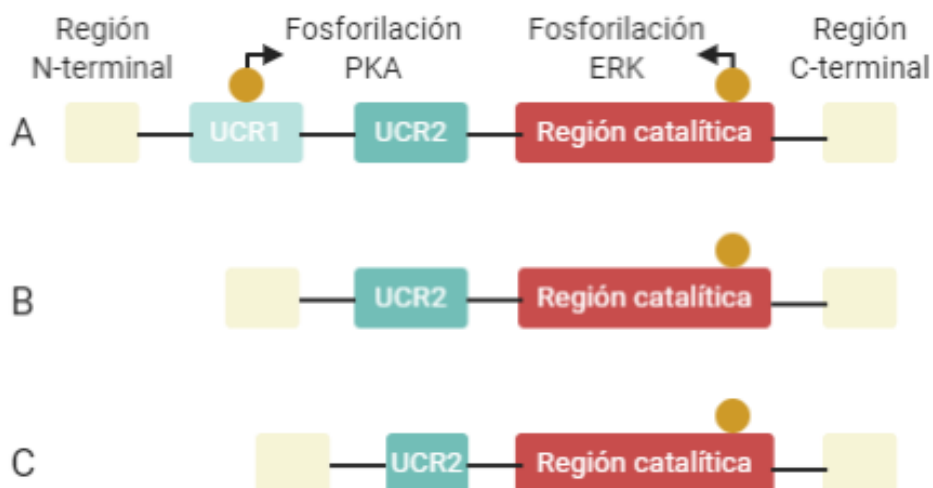 Región
N-terminal
Fosforilación
PKA
Fosforilación
ERK
Región
C-terminal
A
UCR1
UCR2
Región catalítica
B
UCR2
Región catalítica
C
UCR2
Región catalítica